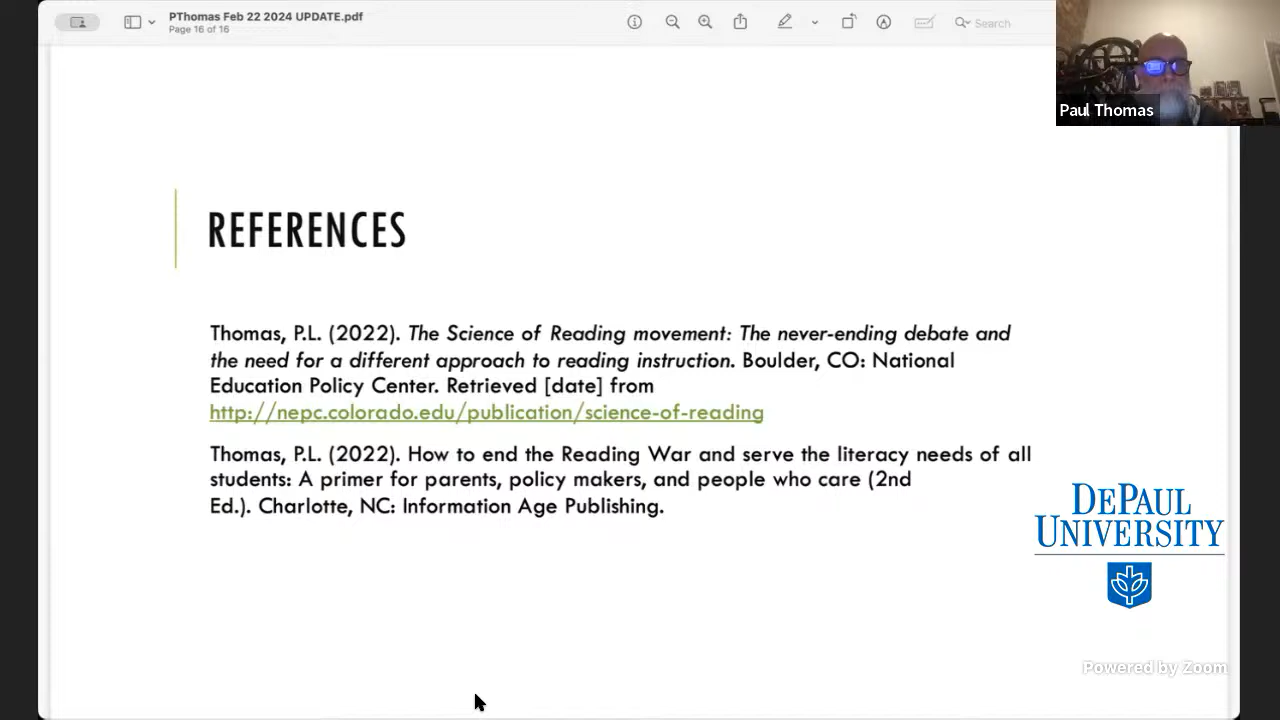 PThomas Feb 22 2024 UPDATE.pdf
Page 16 of 16
Search
Paul Thomas
REFERENCES
Thomas, P.L. (2022). The Science of Reading movement: The never-ending debate and
the need for a different approach to reading instruction. Boulder, CO: National
Education Policy Center. Retrieved [date] from
http://nepc.colorado.edu/publication/science-of-reading
Thomas, P.L. (2022). How to end the Reading War and serve the literacy needs of all
students: A primer for parents, policy makers, and people who care (2nd
Ed.). Charlotte, NC: Information Age Publishing.
DEPAUL
UNIVERSITY
Powered by Zoom